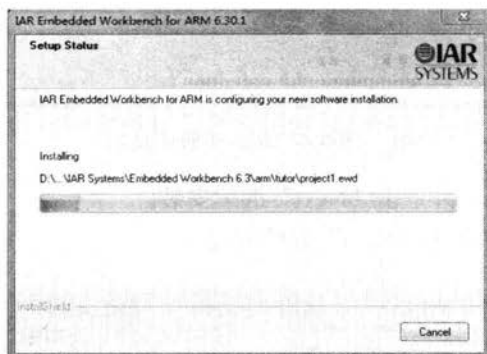 IAR Embedded Workbench for ARM 6.30.1
Setup Status
IAR
SYSTEMS
IAR Embedded Workbench for ARM is configuring your new software installation.
Installing
D:\...\IAR Systems\Embedded Workbench 6.3\arm\tutor\project1.ewd
InstallShield
Cancel